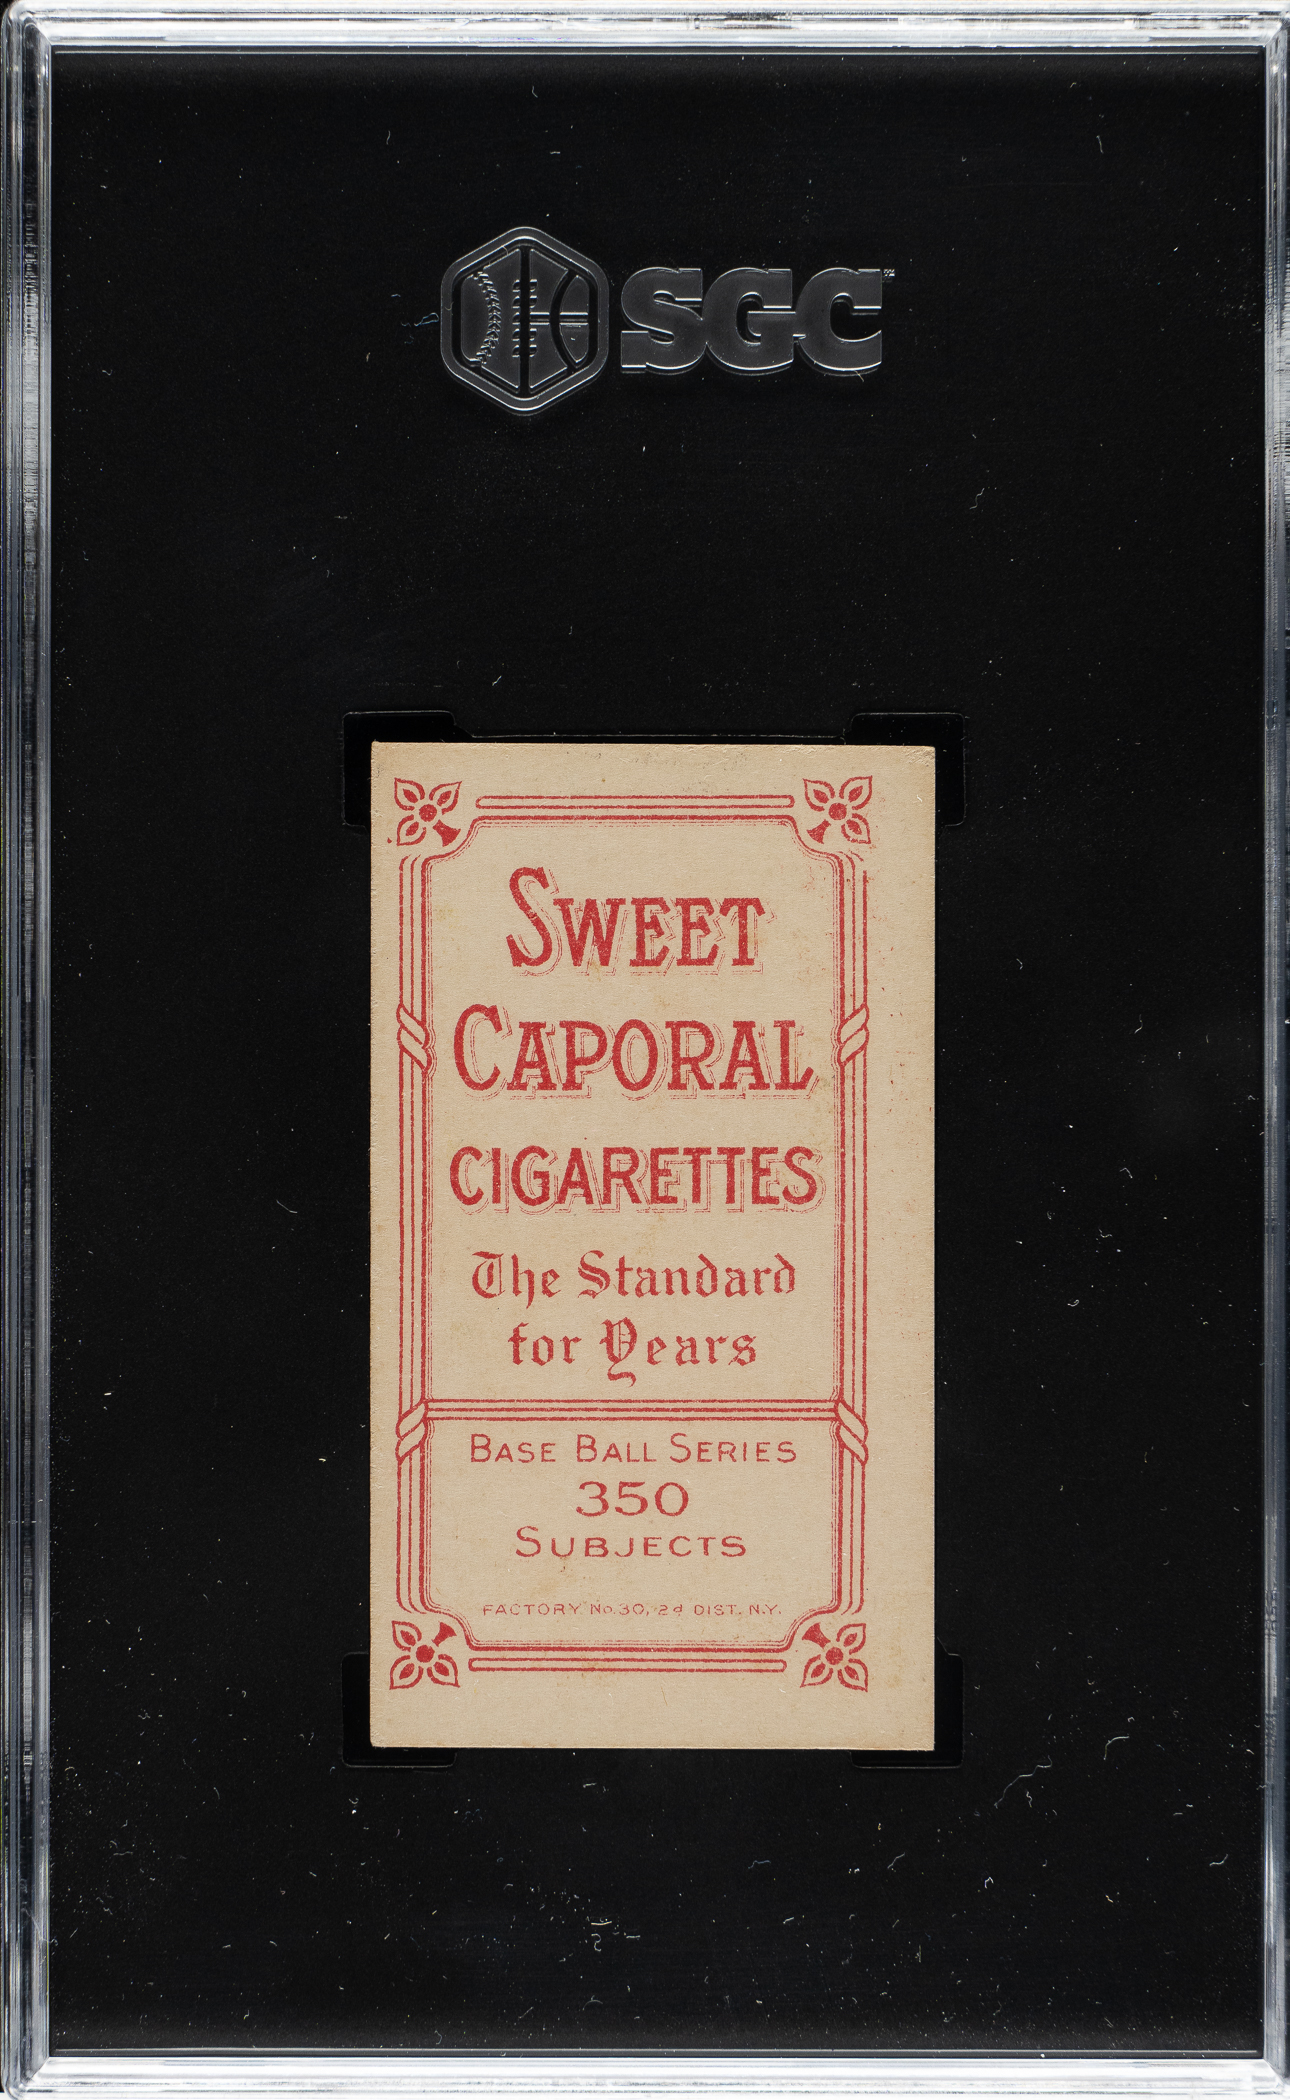 SGC
SWEET
CAPORAL
CIGARETTES
The Standard
for Years
BASE BALL SERIES
350
SUBJECTS
FACTORY No. 30, 2d DIST. N.Y.